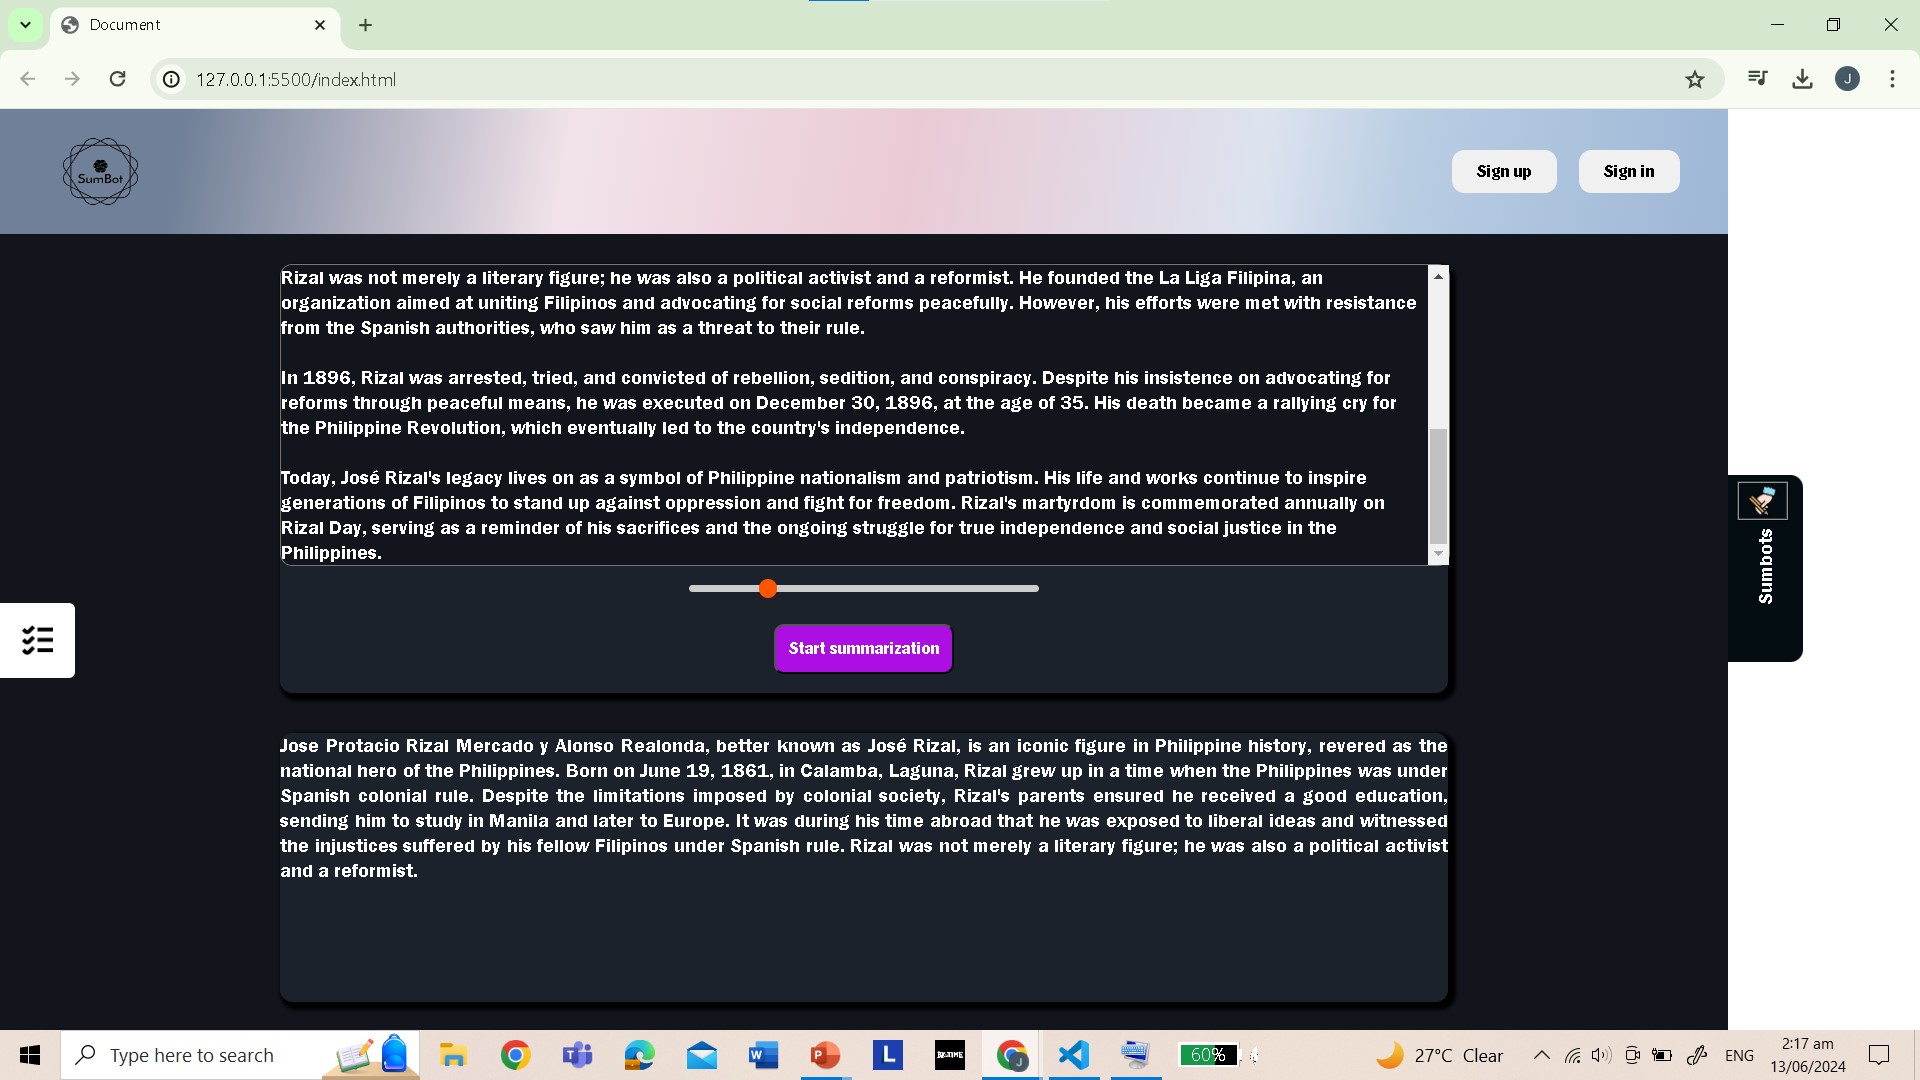 Document
127.0.0.1:5500/index.html
SumBot
Sign up
Sign in
Rizal was not merely a literary figure; he was also a political activist and a reformist. He founded the La Liga Filipina, an
organization aimed at uniting Filipinos and advocating for social reforms peacefully. However, his efforts were met with resistance
from the Spanish authorities, who saw him as a threat to their rule.
In 1896, Rizal was arrested, tried, and convicted of rebellion, sedition, and conspiracy. Despite his insistence on advocating for
reforms through peaceful means, he was executed on December 30, 1896, at the age of 35. His death became a rallying cry for
the Philippine Revolution, which eventually led to the country's independence.
Today, José Rizal's legacy lives on as a symbol of Philippine nationalism and patriotism. His life and works continue to inspire
generations of Filipinos to stand up against oppression and fight for freedom. Rizal's martyrdom is commemorated annually on
Rizal Day, serving as a reminder of his sacrifices and the ongoing struggle for true independence and social justice in the
Philippines.
Sumbots
Start summarization
Jose Protacio Rizal Mercado y Alonso Realonda, better known as José Rizal, is an iconic figure in Philippine history, revered as the
national hero of the Philippines. Born on June 19, 1861, in Calamba, Laguna, Rizal grew up in a time when the Philippines was under
Spanish colonial rule. Despite the limitations imposed by colonial society, Rizal's parents ensured he received a good education,
sending him to study in Manila and later to Europe. It was during his time abroad that he was exposed to liberal ideas and witnessed
the injustices suffered by his fellow Filipinos under Spanish rule. Rizal was not merely a literary figure; he was also a political activist
and a reformist.
Type here to search
60%
27°C Clear
ENG
2:17 am
13/06/2024